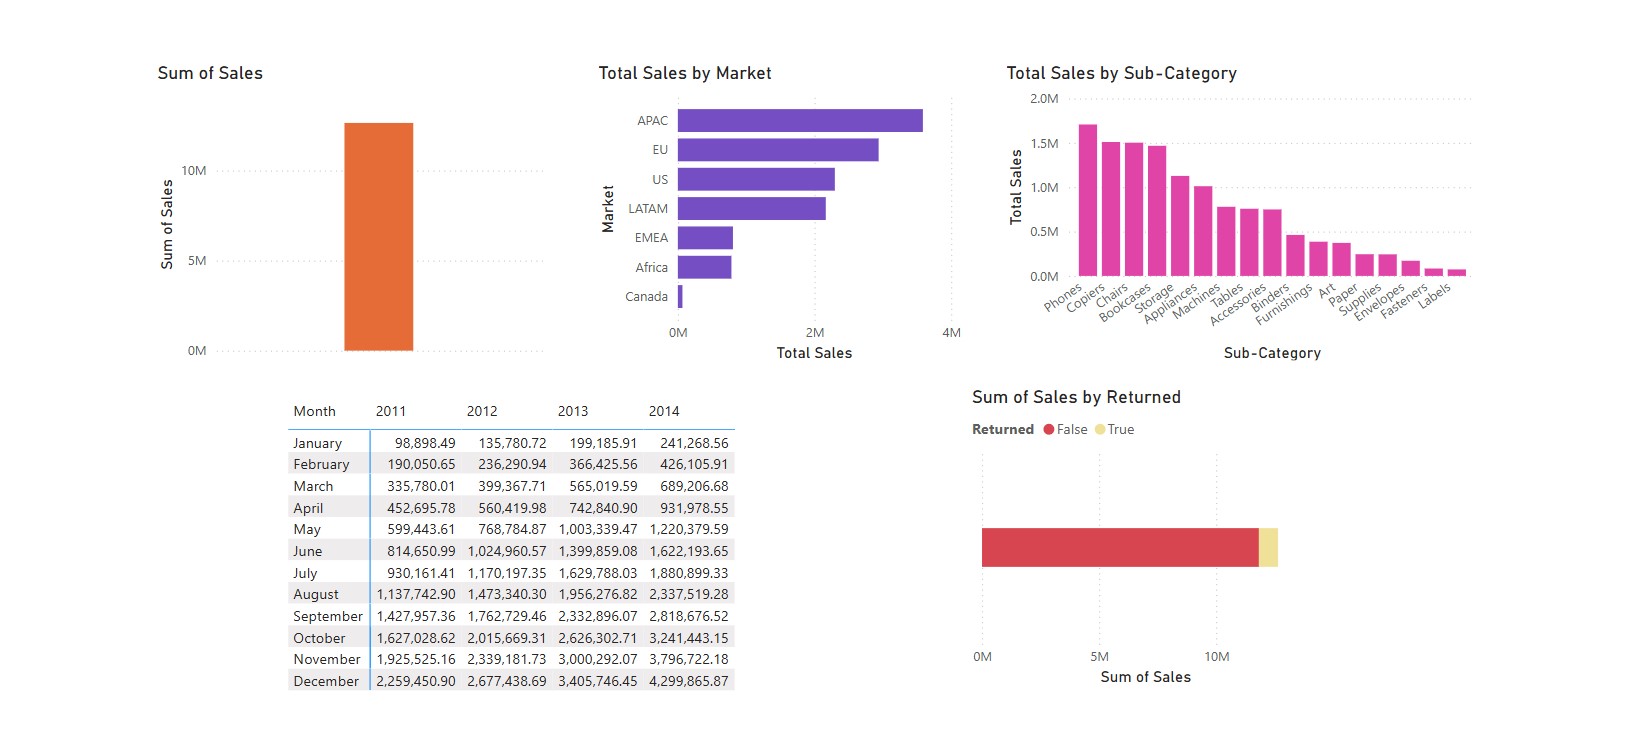 Sum of Sales
10M
5M
0M
Sum of Sales
Total Sales by Market
APAC
EU
US
LATAM
EMEA
Africa
Canada
Market
0M 2M 4M
Total Sales
Total Sales by Sub-Category
2.0M
1.5M
1.0M
0.5M
0.0M
Total Sales
Phones Copiers Chairs Bookcases Storage Appliances Machines Tables Accessories Binders Furnishings Art Paper Supplies Envelopes Fasteners Labels
Sub-Category
Month 2011 2012 2013 2014
January 98,898.49 135,780.72 199,185.91 241,268.56
February 190,050.65 236,290.94 366,425.56 426,105.91
March 335,780.01 399,367.71 565,019.59 689,206.68
April 452,695.78 560,419.98 742,840.90 931,978.55
May 599,443.61 768,784.87 1,003,339.47 1,220,379.59
June 814,650.99 1,024,960.57 1,399,859.08 1,622,193.65
July 930,161.41 1,170,197.35 1,629,788.03 1,880,899.33
August 1,137,742.90 1,473,340.30 1,956,276.82 2,337,519.28
September 1,427,957.36 1,762,729.46 2,332,896.07 2,818,676.52
October 1,627,028.62 2,015,669.31 2,626,302.71 3,241,443.15
November 1,925,525.16 2,339,181.73 3,000,292.07 3,796,722.18
December 2,259,450.90 2,677,438.69 3,405,746.45 4,299,865.87
Sum of Sales by Returned
Returned False True
0M 5M 10M
Sum of Sales